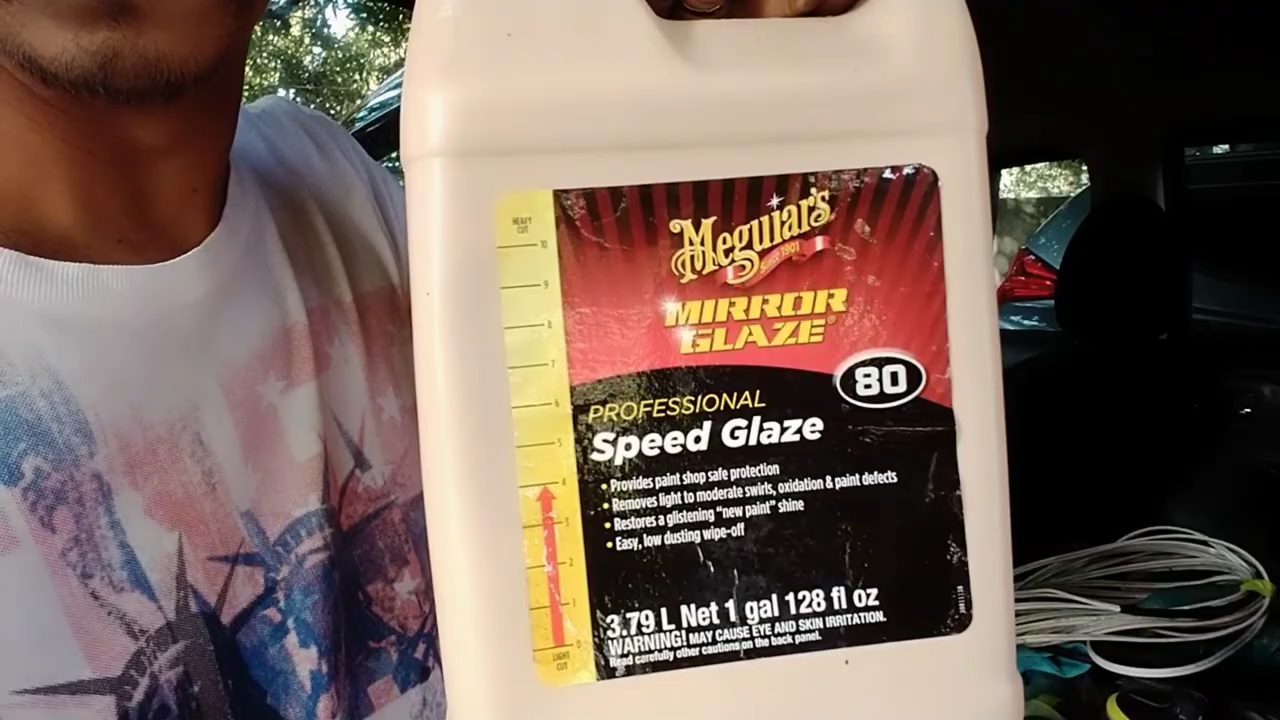 Meguiar's
Since 1901
MIRROR
GLAZE®
80
PROFESSIONAL
Speed Glaze
• Provides paint shop safe protection
• Removes light to moderate swirls, oxidation & paint defects
• Restores a glistening "new paint" shine
• Easy, low dusting wipe-off
3.79 L Net 1 gal 128 fl oz
WARNING! MAY CAUSE EYE AND SKIN IRRITATION.
Read carefully other cautions on the back panel.
HEAVY
CUT
10
9
8
7
6
5
4
3
2
1
0
LIGHT
CUT